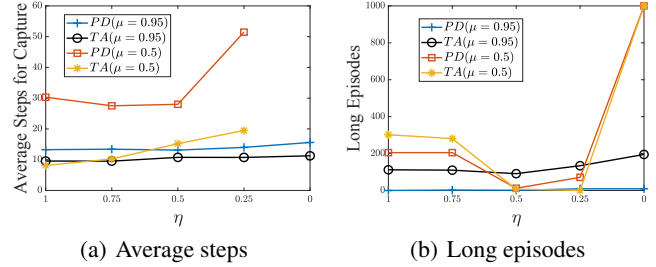 Average Steps for Capture
60
50
40
30
20
10
0
PD(μ = 0.95)
TA(μ = 0.95)
PD(μ = 0.5)
TA(μ = 0.5)
1 0.75 0.5 0.25 0
η
(a) Average steps
Long Episodes
1000
800
600
400
200
0
PD(μ = 0.95)
TA(μ = 0.95)
PD(μ = 0.5)
TA(μ = 0.5)
1 0.75 0.5 0.25 0
η
(b) Long episodes